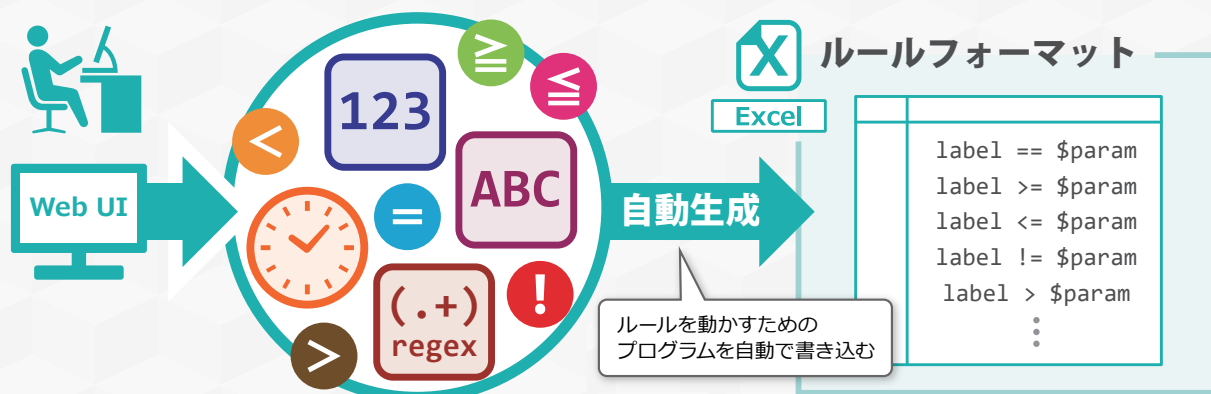 Web UI
<
123
≧
≦
ABC
=
(.+)
regex
!
>
自動生成
ルールを動かすための
プログラムを自動で書き込む
X
Excel
ルールフォーマット
label == $param
label >= $param
label <= $param
label != $param
label > $param
⋮